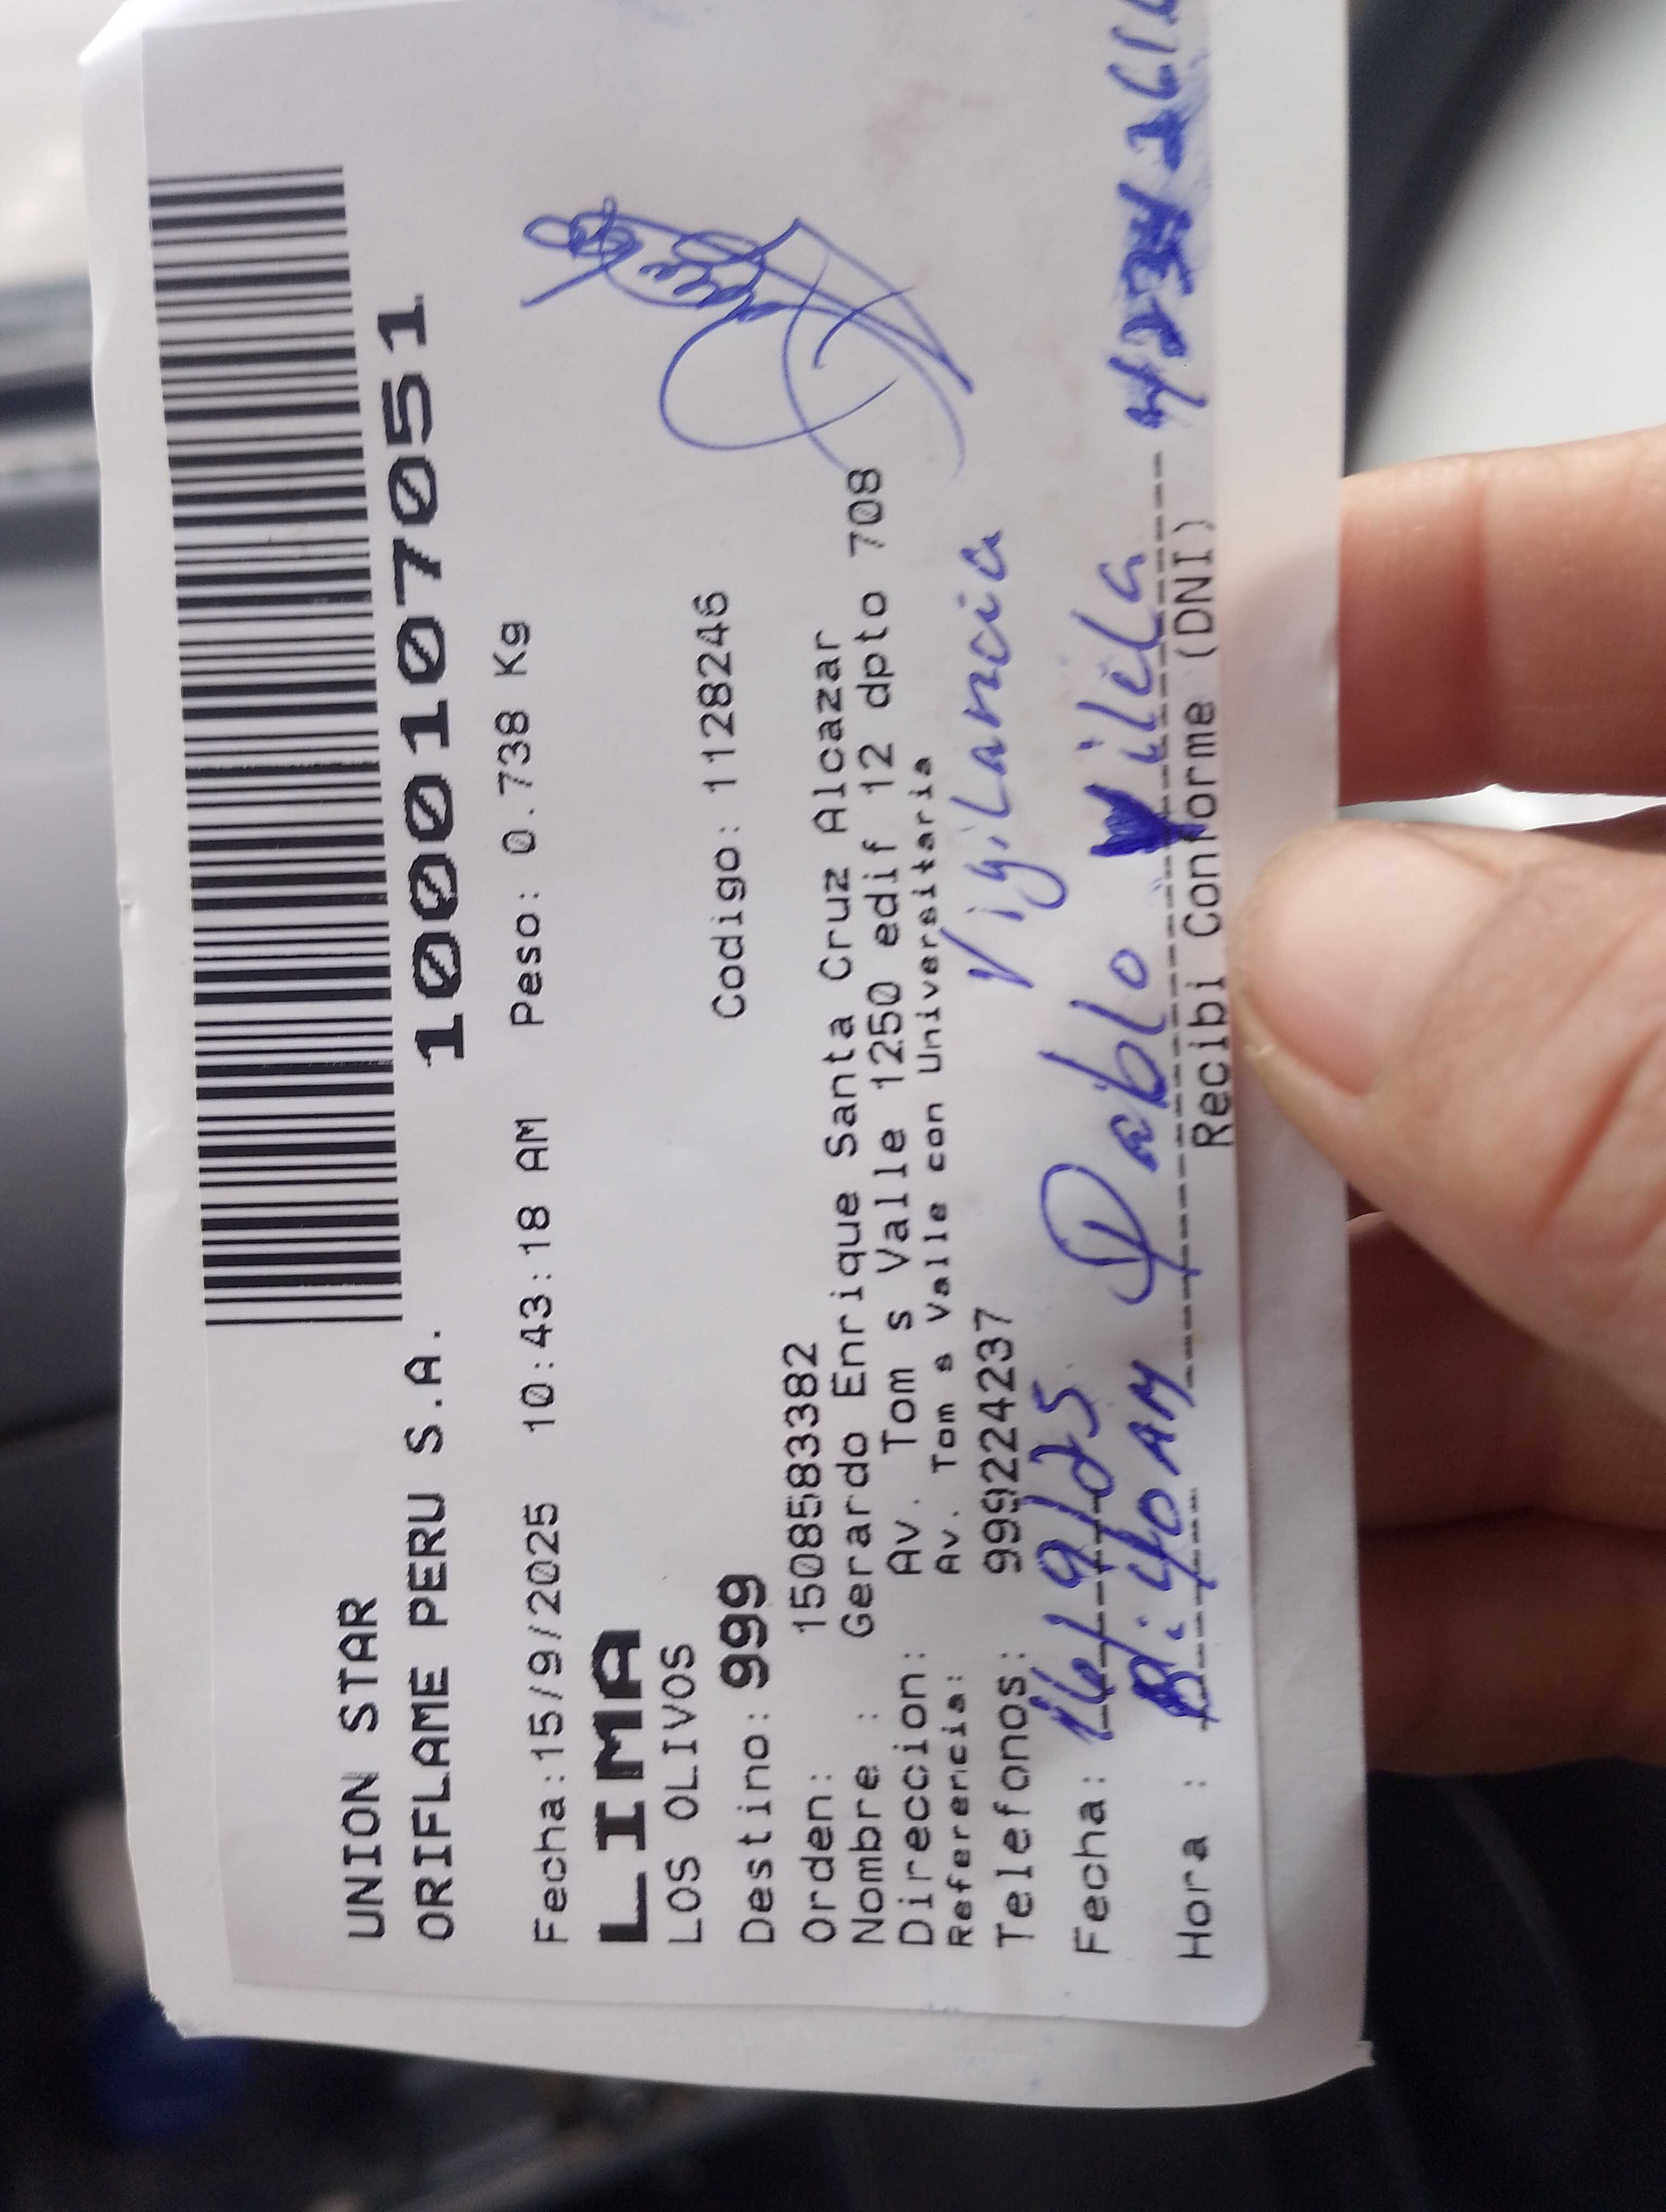 1000107051
UNION STAR
ORIFLAME PERU S.A.
Fecha:15/9/2025 10:43:18 AM Peso: 0.738 Kg
LIMA
LOS OLIVOS
Destino: 999 Codigo: 1128246
Orden: 1508583382
Nombre : Gerardo Enrique Santa Cruz Alcazar
Direccion: Av. Tom s Valle 1250 edif 12 dpto 708
Referencia: Av. Tom s Valle con Universitaria
Telefonos: 999224237
Vigilancia
Fecha: 16/9/25 Pablo Vilela
Hora : 8:40 AM
Recibi Conforme (DNI)